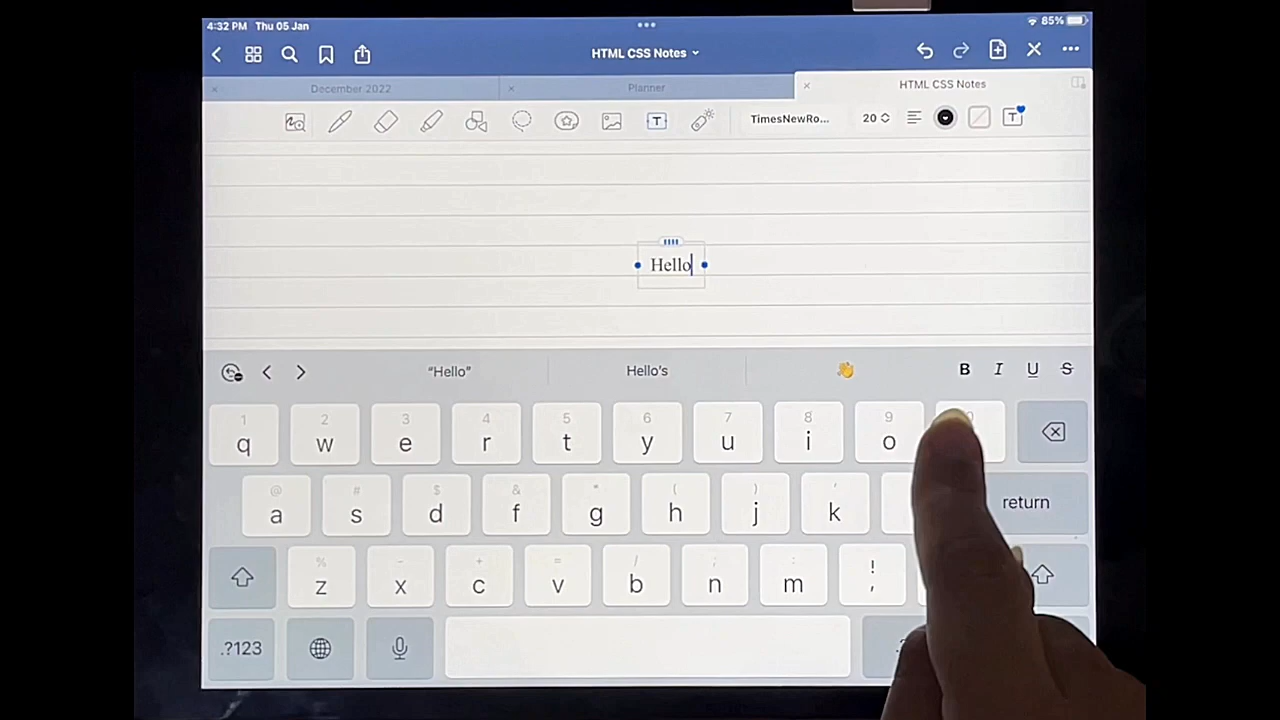 4:32 PM Thu 05 Jan
85%
HTML CSS Notes
December 2022
Planner
HTML CSS Notes
T
TimesNewRo...
20
T
Hello
“Hello”
Hello's
👋
B I U S
1 2 3 4 5 6 7 8 9
q w e r t y u i o
@ # $ & * ( ) '
a s d f g h j k
return
% - + = / ; : !
z x c v b n m ,
.?123